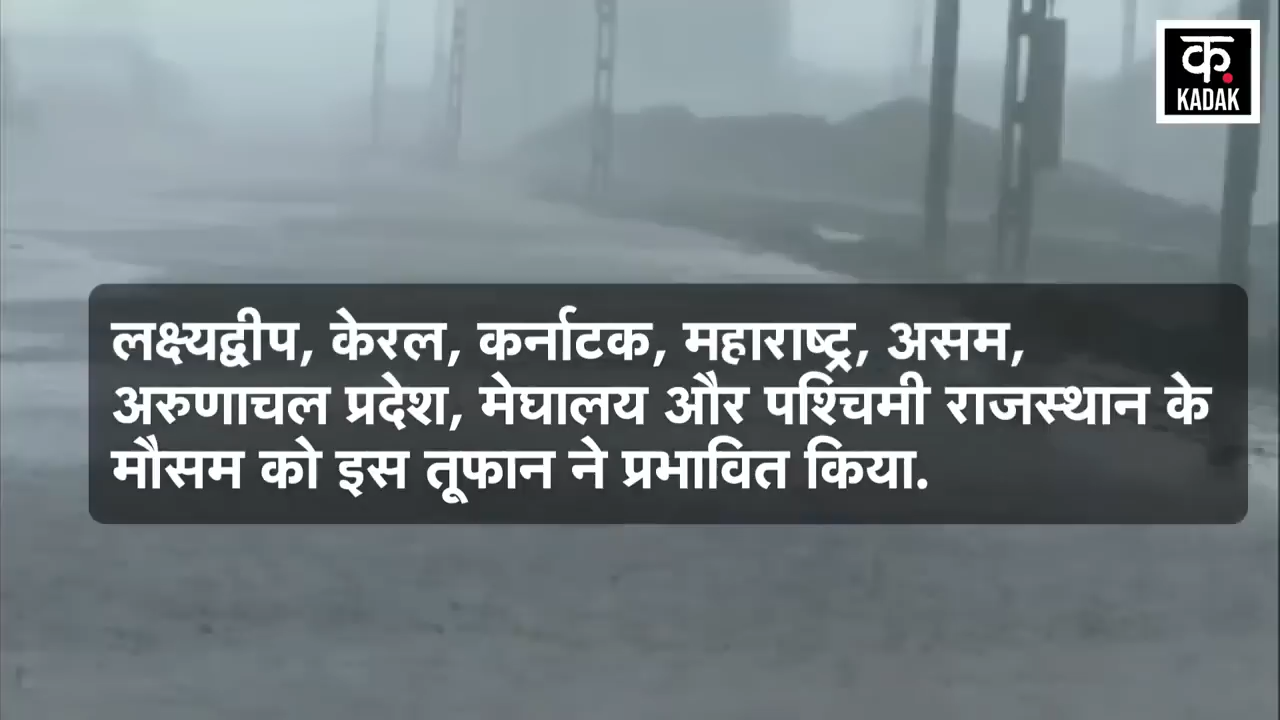 क.
KADAK
लक्ष्यद्वीप, केरल, कर्नाटक, महाराष्ट्र, असम,
अरुणाचल प्रदेश, मेघालय और पश्चिमी राजस्थान के
मौसम को इस तूफान ने प्रभावित किया.